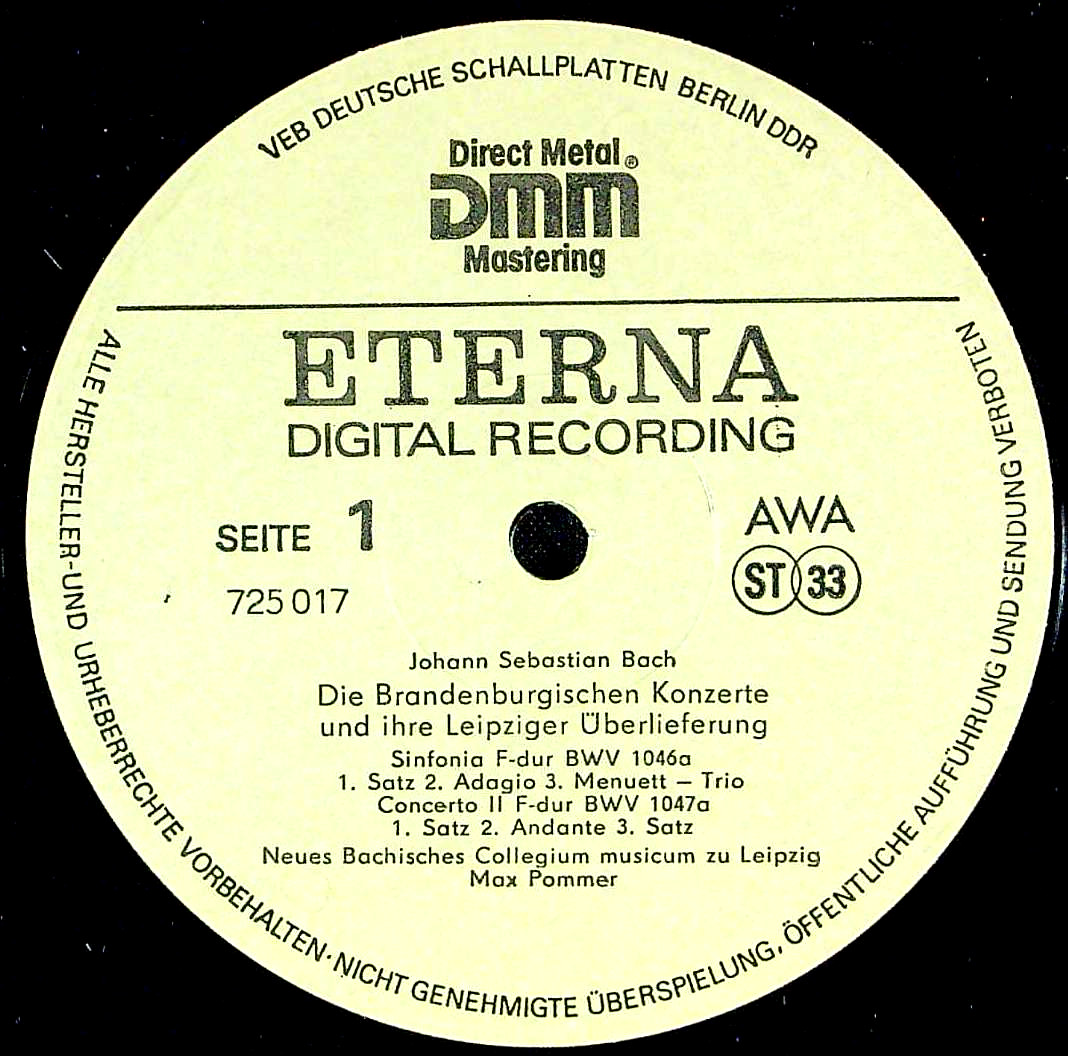 VEB DEUTSCHE SCHALLPLATTEN BERLIN DDR
Direct Metal ®
DMM
Mastering
ETERNA
DIGITAL RECORDING
SEITE 1
725 017
AWA
ST 33
Johann Sebastian Bach
Die Brandenburgischen Konzerte
und ihre Leipziger Überlieferung
Sinfonia F-dur BWV 1046a
1. Satz 2. Adagio 3. Menuett – Trio
Concerto II F-dur BWV 1047a
1. Satz 2. Andante 3. Satz
Neues Bachisches Collegium musicum zu Leipzig
Max Pommer
ALLE HERSTELLER-UND URHEBERRECHTE VORBEHALTEN·NICHT GENEHMIGTE ÜBERSPIELUNG, ÖFFENTLICHE AUFFÜHRUNG UND SENDUNG VERBOTEN